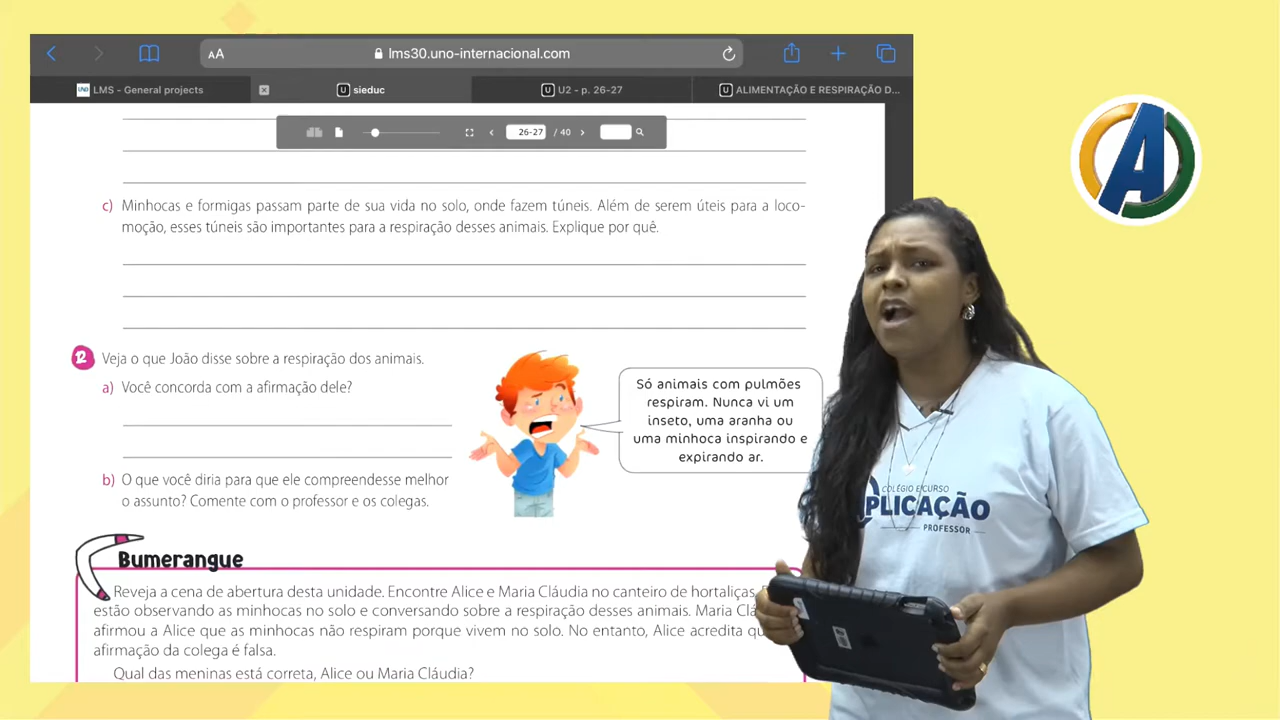 AA
lms30.uno-internacional.com
LMS - General projects
sieduc
U2 - p. 26-27
ALIMENTAÇÃO E RESPIRAÇÃO D...
26-27 / 40
c) Minhocas e formigas passam parte de sua vida no solo, onde fazem túneis. Além de serem úteis para a loco-
moção, esses túneis são importantes para a respiração desses animais. Explique por quê.
12 Veja o que João disse sobre a respiração dos animais.
a) Você concorda com a afirmação dele?
Só animais com pulmões
respiram. Nunca vi um
inseto, uma aranha ou
uma minhoca inspirando e
expirando ar.
b) O que você diria para que ele compreendesse melhor
o assunto? Comente com o professor e os colegas.
Bumerangue
Reveja a cena de abertura desta unidade. Encontre Alice e Maria Cláudia no canteiro de hortaliças.
estão observando as minhocas no solo e conversando sobre a respiração desses animais. Maria Clá
afirmou a Alice que as minhocas não respiram porque vivem no solo. No entanto, Alice acredita qu
afirmação da colega é falsa.
Qual das meninas está correta, Alice ou Maria Cláudia?
A
COLÉGIO E CURSO
APLICAÇÃO
PROFESSOR